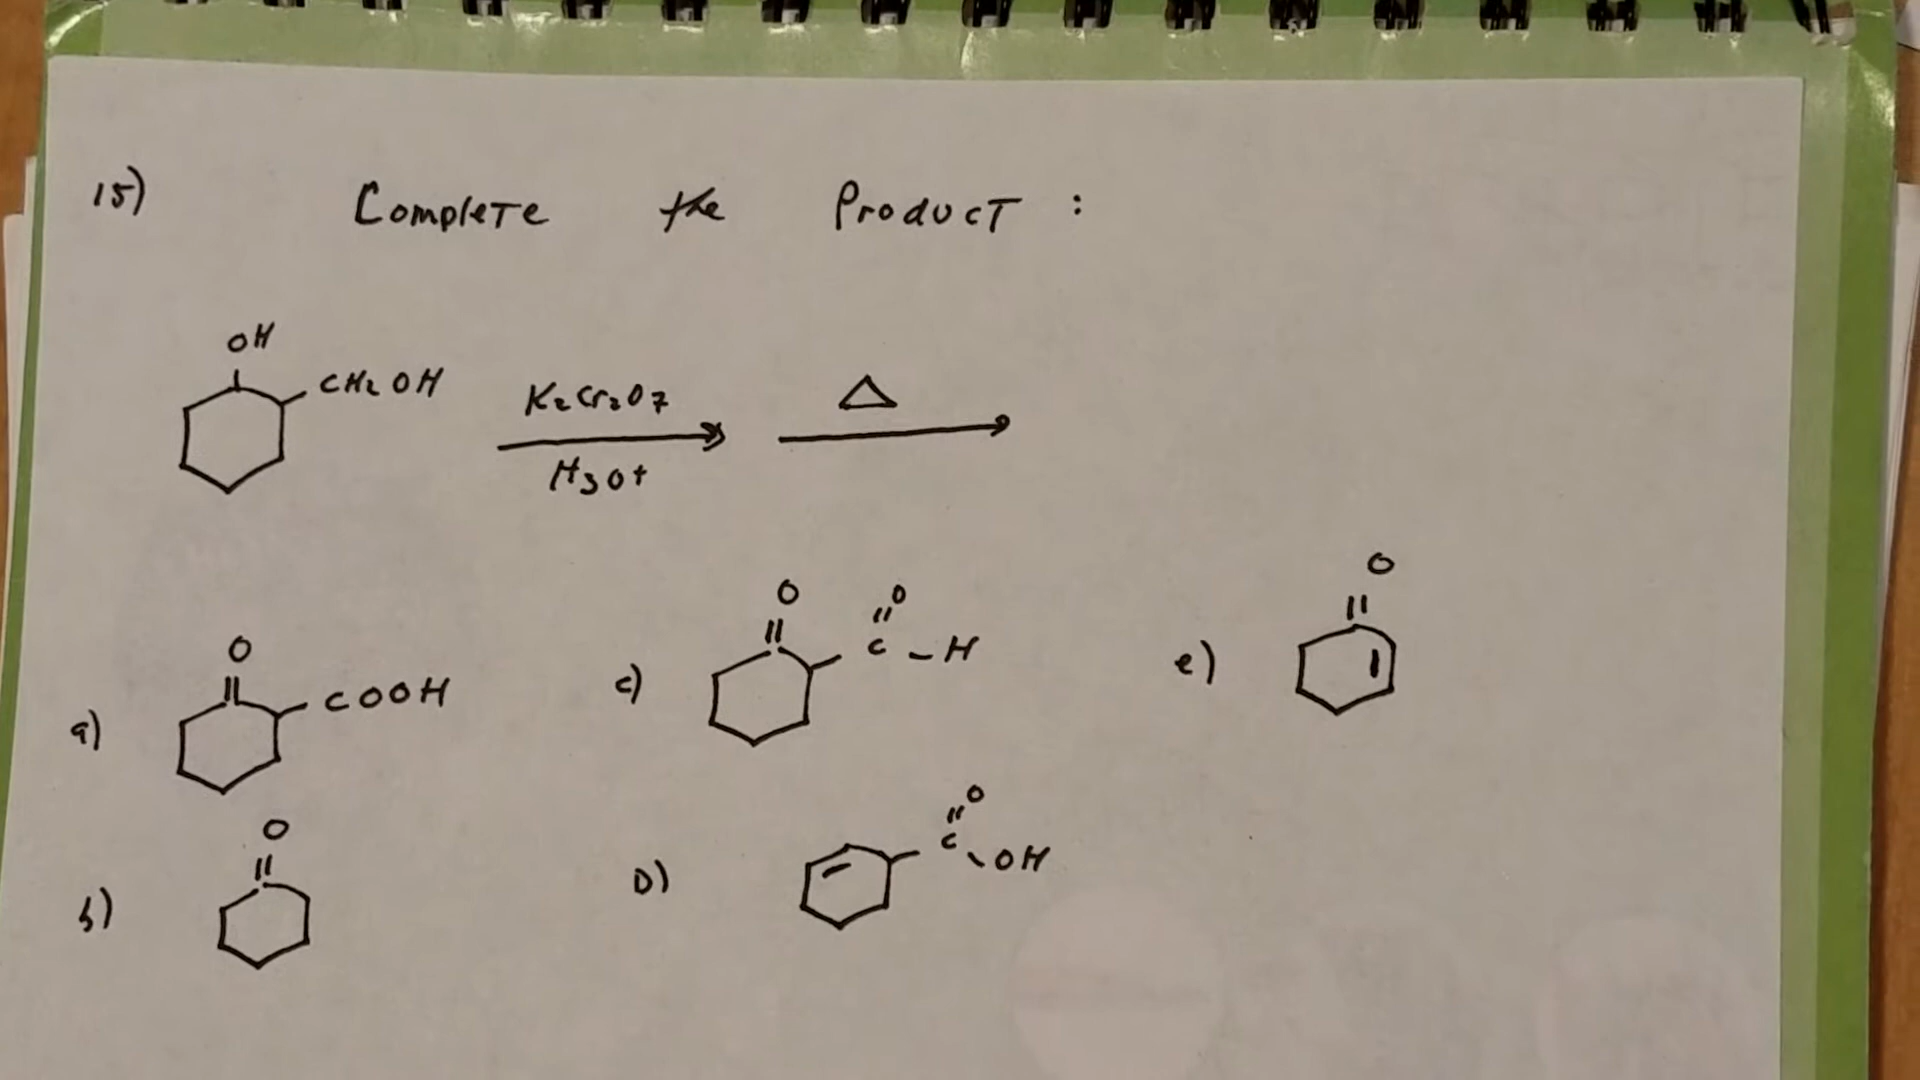 15) Complete the Product :
OH
CH2OH
K2Cr2O7
H3O+
Δ
a) O COOH
b) O
c) O O C-H
D) O C OH
e) O